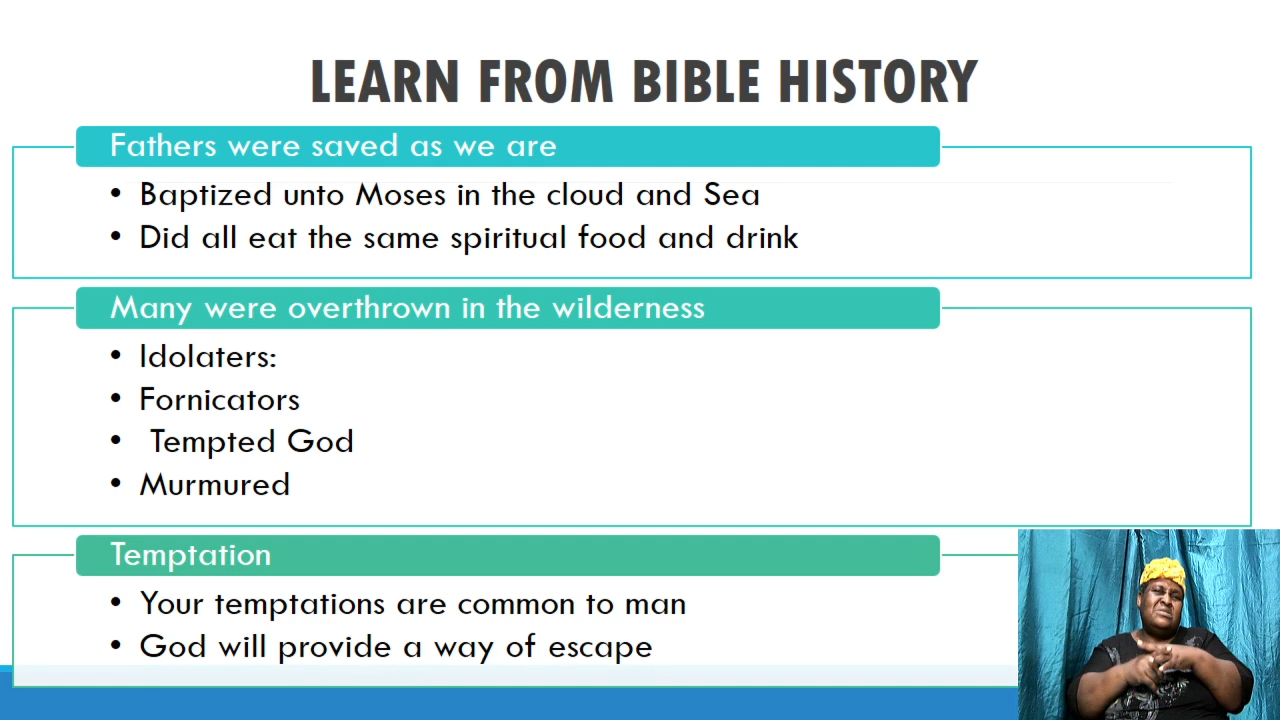 LEARN FROM BIBLE HISTORY
Fathers were saved as we are
• Baptized unto Moses in the cloud and Sea
• Did all eat the same spiritual food and drink
Many were overthrown in the wilderness
• Idolaters:
• Fornicators
• Tempted God
• Murmured
Temptation
• Your temptations are common to man
• God will provide a way of escape